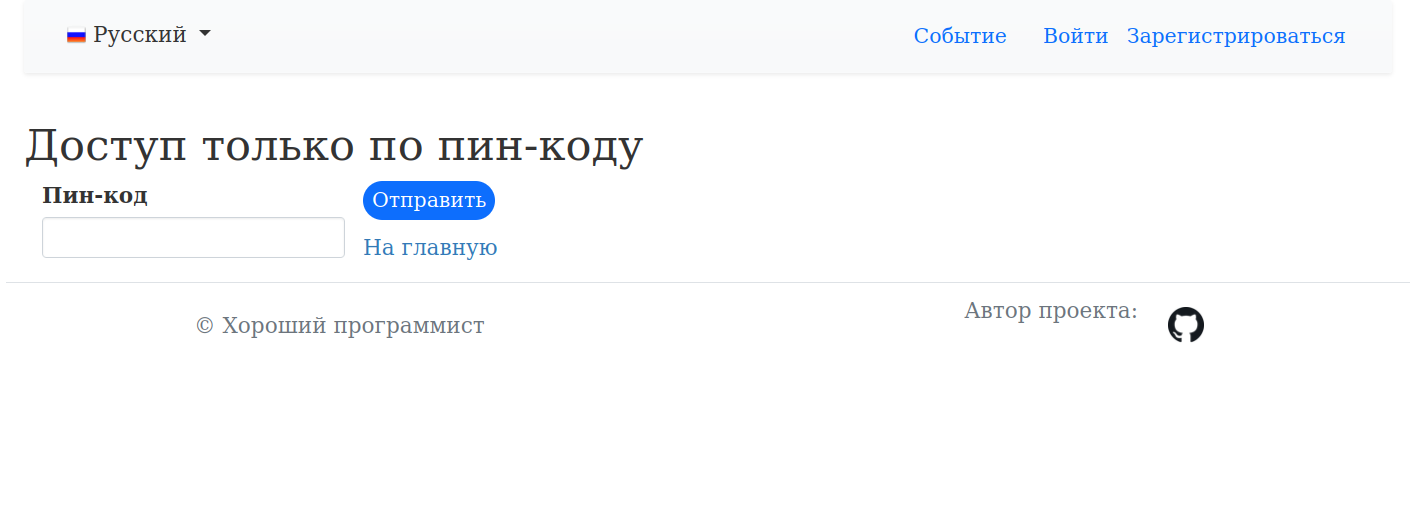 Русский
Событие Войти Зарегистрироваться
Доступ только по пин-коду
Пин-код
Отправить
На главную
© Хороший программист
Автор проекта: